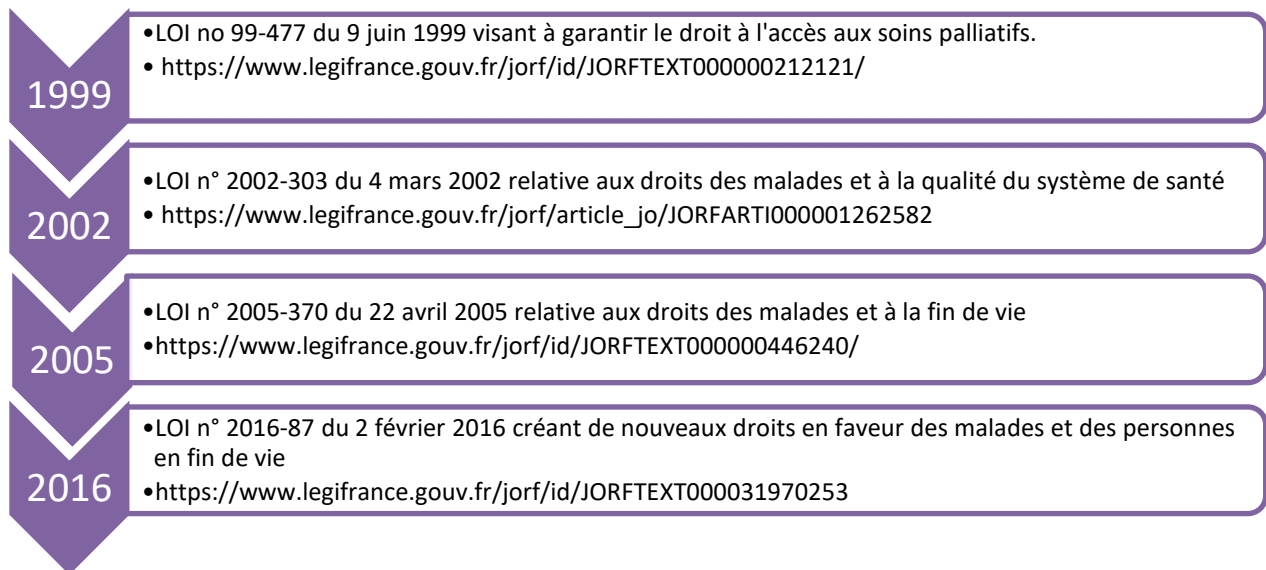 1999
•LOI no 99-477 du 9 juin 1999 visant à garantir le droit à l'accès aux soins palliatifs.
• https://www.legifrance.gouv.fr/jorf/id/JORFTEXT000000212121/
2002
•LOI n° 2002-303 du 4 mars 2002 relative aux droits des malades et à la qualité du système de santé
• https://www.legifrance.gouv.fr/jorf/article_jo/JORFARTI000001262582
2005
•LOI n° 2005-370 du 22 avril 2005 relative aux droits des malades et à la fin de vie
•https://www.legifrance.gouv.fr/jorf/id/JORFTEXT000000446240/
2016
•LOI n° 2016-87 du 2 février 2016 créant de nouveaux droits en faveur des malades et des personnes
en fin de vie
•https://www.legifrance.gouv.fr/jorf/id/JORFTEXT000031970253